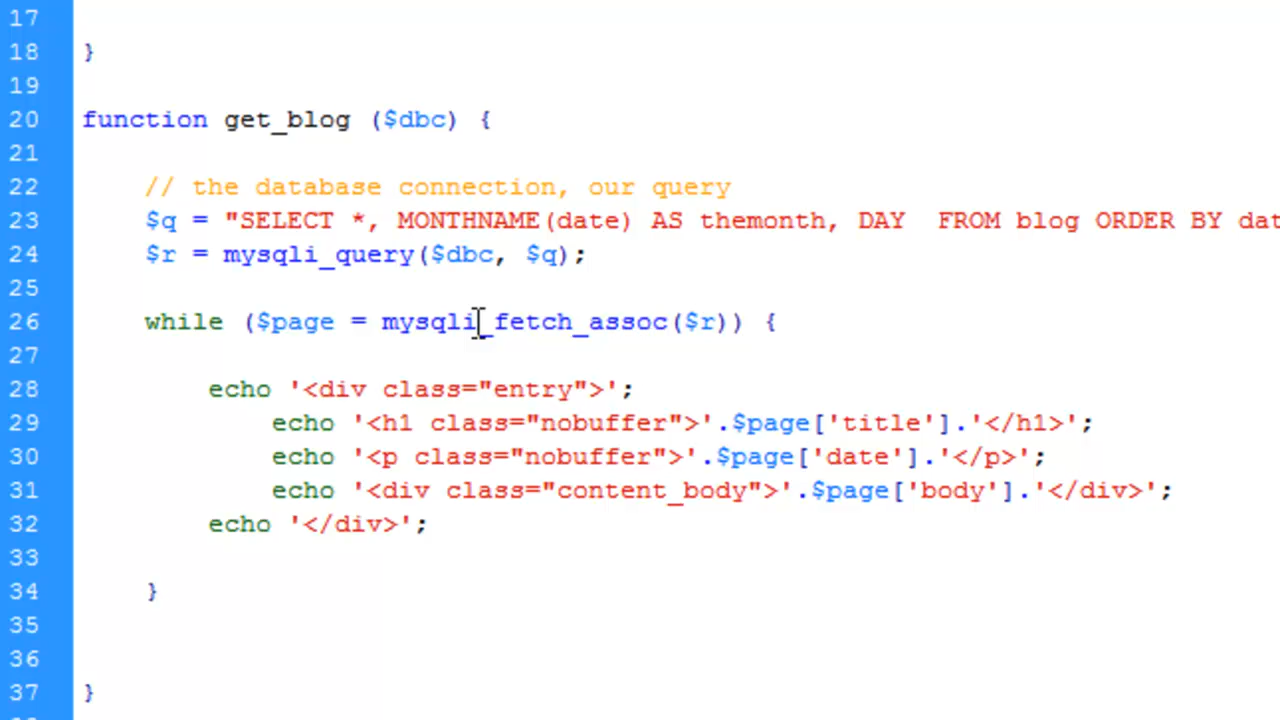 17
18 }
19
20 function get_blog ($dbc) {
21
22 // the database connection, our query
23 $q = "SELECT *, MONTHNAME(date) AS themonth, DAY  FROM blog ORDER BY dat
24 $r = mysqli_query($dbc, $q);
25
26 while ($page = mysqli_fetch_assoc($r)) {
27
28 echo '<div class="entry">';
29 echo '<h1 class="nobuffer">'.$page['title'].'</h1>';
30 echo '<p class="nobuffer">'.$page['date'].'</p>';
31 echo '<div class="content_body">'.$page['body'].'</div>';
32 echo '</div>';
33
34 }
35
36
37 }